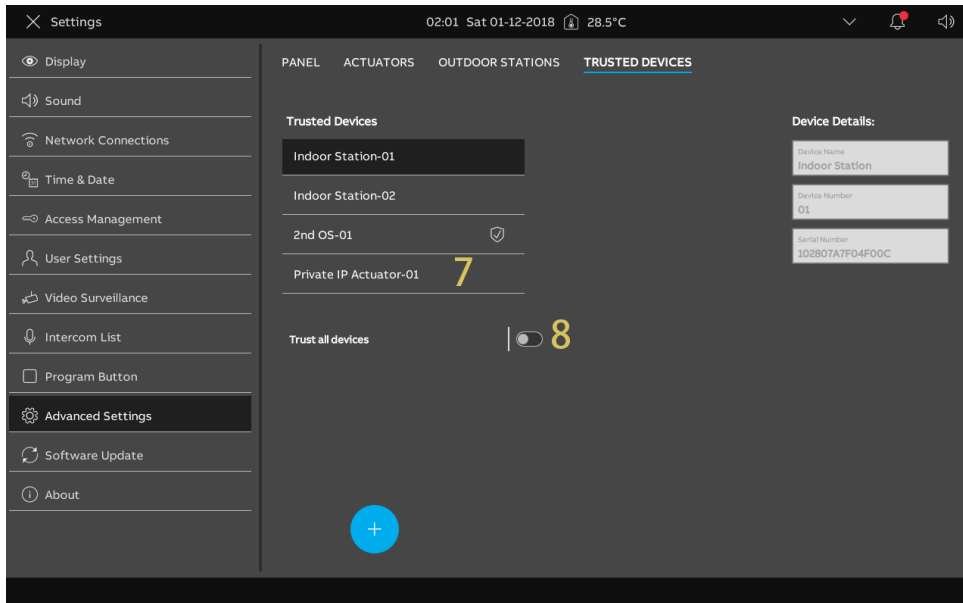 Settings
02:01 Sat 01-12-2018 28.5°C
Display
Sound
Network Connections
Time & Date
Access Management
User Settings
Video Surveillance
Intercom List
Program Button
Advanced Settings
Software Update
About
PANEL ACTUATORS OUTDOOR STATIONS TRUSTED DEVICES
Trusted Devices
Indoor Station-01
Indoor Station-02
2nd OS-01
Private IP Actuator-01 7
Trust all devices 8
+
Device Details:
Device Name
Indoor Station
Device Number
01
Serial Number
102807A7F04F00C